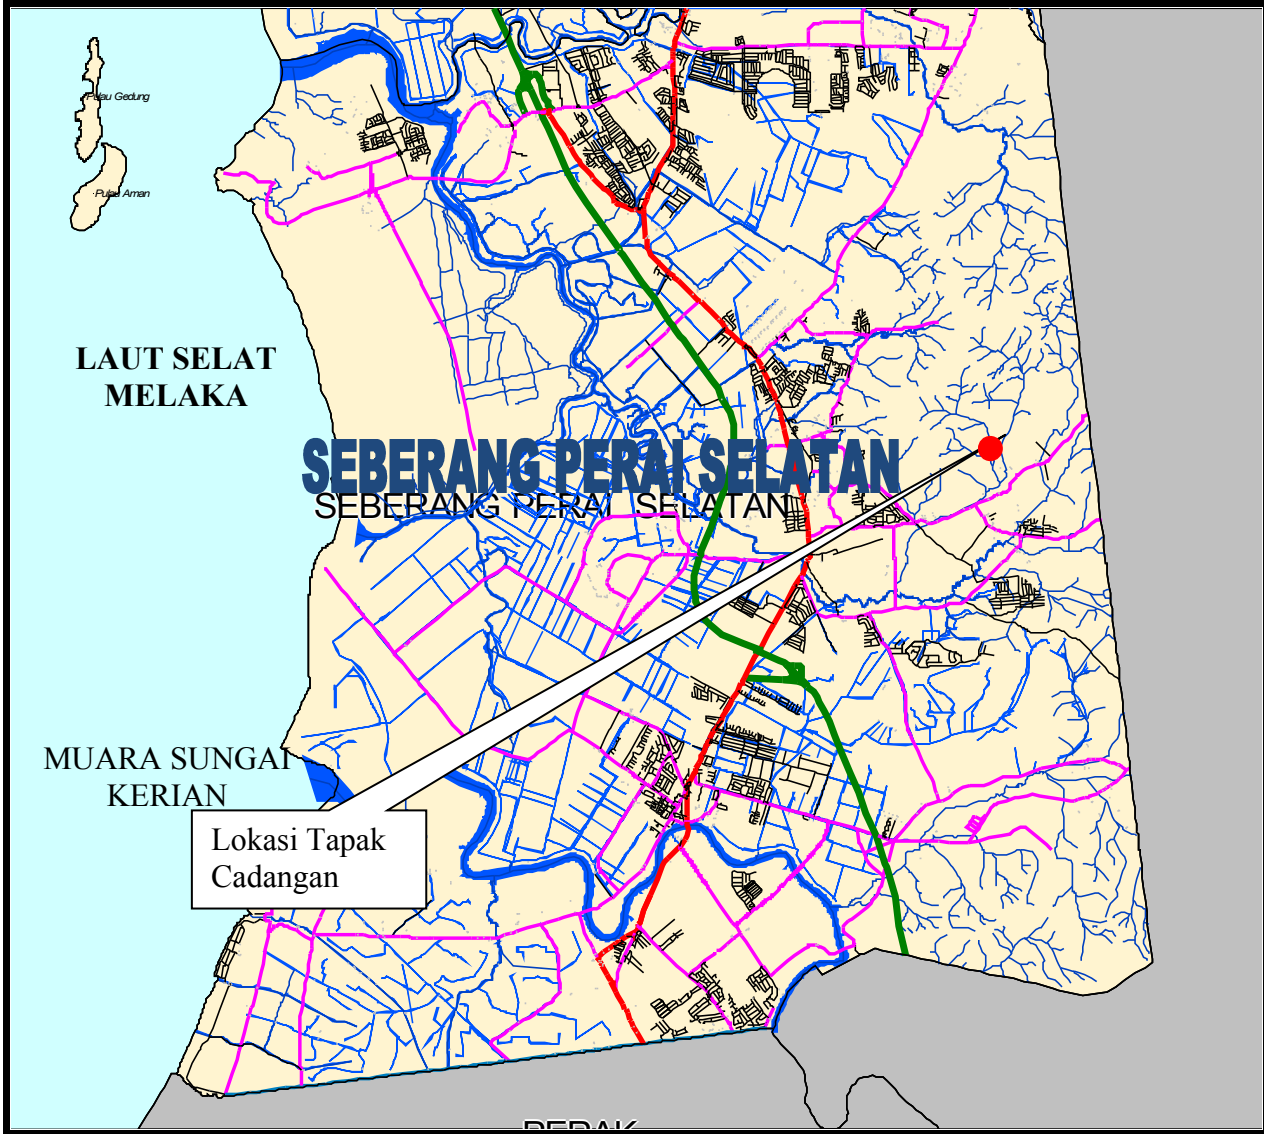 Pulau Gedung
Pulau Aman
LAUT SELAT
MELAKA
SEBERANG PERAI SELATAN
SEBERANG PERAI SELATAN
MUARA SUNGAI
KERIAN
Lokasi Tapak
Cadangan
PERAK